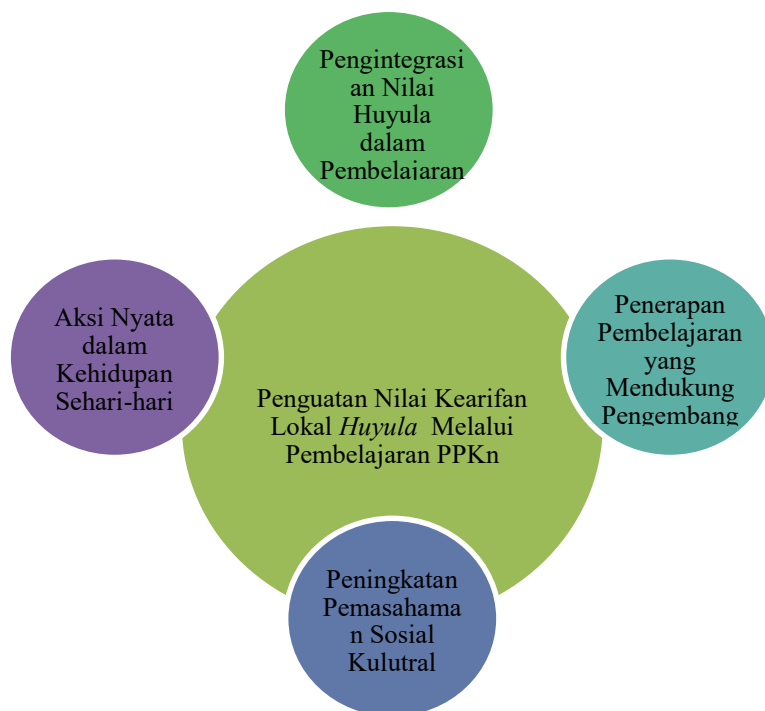 Pengintegrasi
an Nilai
Huyula
dalam
Pembelajaran
Aksi Nyata
dalam
Kehidupan
Sehari-hari
Penerapan
Pembelajaran
yang
Mendukung
Pengembang
Penguatan Nilai Kearifan
Lokal Huyula Melalui
Pembelajaran PPKn
Peningkatan
Pemasahama
n Sosial
Kulutral